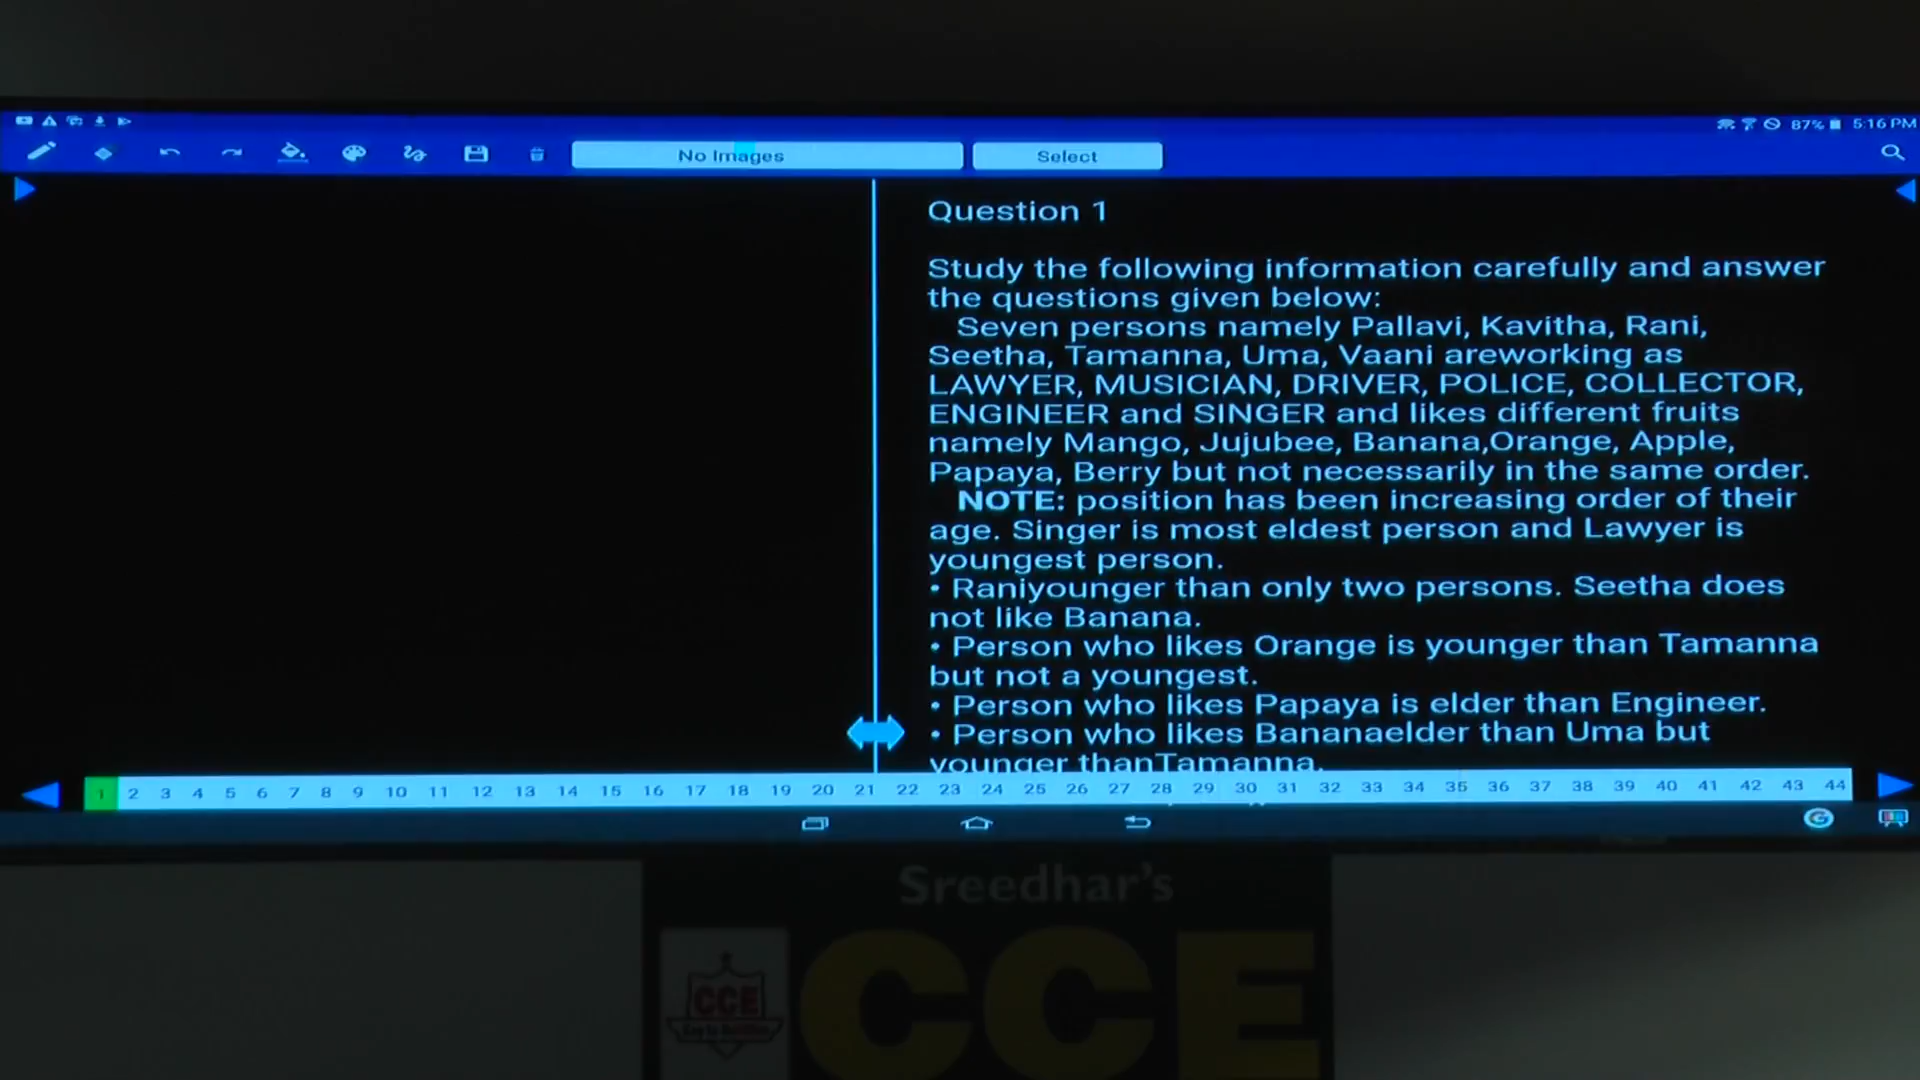 87% 5:16 PM
No Images
Select
Question 1
Study the following information carefully and answer
the questions given below:
Seven persons namely Pallavi, Kavitha, Rani,
Seetha, Tamanna, Uma, Vaani areworking as
LAWYER, MUSICIAN, DRIVER, POLICE, COLLECTOR,
ENGINEER and SINGER and likes different fruits
namely Mango, Jujubee, Banana,Orange, Apple,
Papaya, Berry but not necessarily in the same order.
NOTE: position has been increasing order of their
age. Singer is most eldest person and Lawyer is
youngest person.
• Raniyounger than only two persons. Seetha does
not like Banana.
• Person who likes Orange is younger than Tamanna
but not a youngest.
• Person who likes Papaya is elder than Engineer.
• Person who likes Bananaelder than Uma but
younger thanTamanna.
1 2 3 4 5 6 7 8 9 10 11 12 13 14 15 16 17 18 19 20 21 22 23 24 25 26 27 28 29 30 31 32 33 34 35 36 37 38 39 40 41 42 43 44
Sreedhar's
CCE
CCE